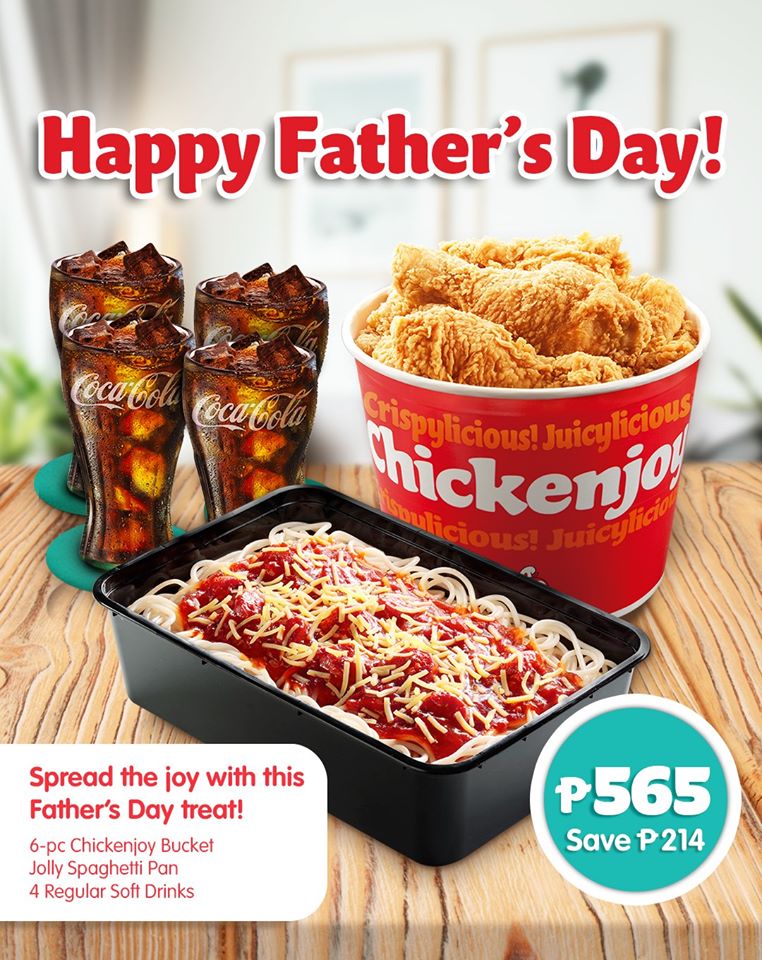 Happy Father's Day!
Coca-Cola
Coca-Cola
Crispylicious! Juicylicious
Chickenjoy
Juicylicio
Spread the joy with this
Father's Day treat!
6-pc Chickenjoy Bucket
Jolly Spaghetti Pan
4 Regular Soft Drinks
₱565
Save ₱214